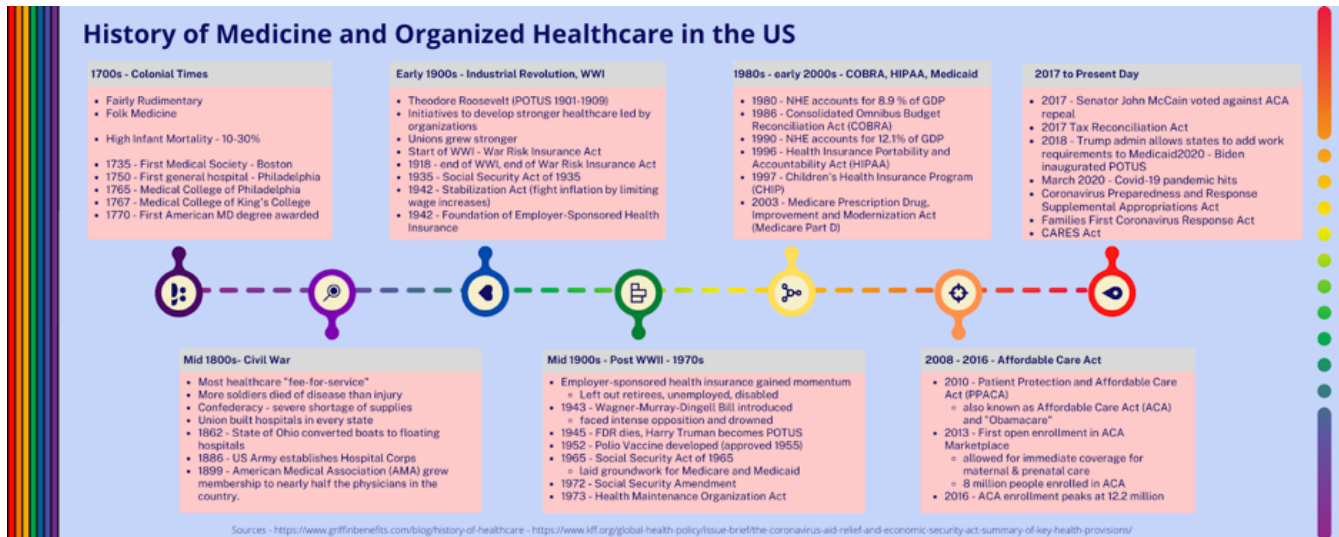 History of Medicine and Organized Healthcare in the US
1700s - Colonial Times
Fairly Rudimentary
Folk Medicine
High Infant Mortality - 10-30%
1735 - First Medical Society - Boston
1750 - First general hospital - Philadelphia
1765 - Medical College of Philadelphia
1767 - Medical College of King's College
1770 - First American MD degree awarded
Mid 1800s- Civil War
Most healthcare "fee-for-service"
More soldiers died of disease than injury
Confederacy - severe shortage of supplies
Union built hospitals in every state
1862 - State of Ohio converted boats to floating
hospitals
1886 - US Army establishes Hospital Corps
1899 - American Medical Association (AMA) grew
membership to nearly half the physicians in the
country.
Early 1900s - Industrial Revolution, WWI
Theodore Roosevelt (POTUS 1901-1909)
Initiatives to develop stronger healthcare led by
organizations
Unions grew stronger
Start of WWI - War Risk Insurance Act
1918 - end of WWI, end of War Risk Insurance Act
1935 - Social Security Act of 1935
1942 - Stabilization Act (fight inflation by limiting
wage increases)
1942 - Foundation of Employer-Sponsored Health
Insurance
Mid 1900s - Post WWII - 1970s
Employer-sponsored health insurance gained momentum
Left out retirees, unemployed, disabled
1943 - Wagner-Murray-Dingell Bill introduced
faced intense opposition and drowned
1945 - FDR dies, Harry Truman becomes POTUS
1952 - Polio Vaccine developed (approved 1955)
1965 - Social Security Act of 1965
laid groundwork for Medicare and Medicaid
1972 - Social Security Amendment
1973 - Health Maintenance Organization Act
1980s - early 2000s - COBRA, HIPAA, Medicaid
1980 - NHE accounts for 8.9 % of GDP
1986 - Consolidated Omnibus Budget
Reconciliation Act (COBRA)
1990 - NHE accounts for 12.1% of GDP
1996 - Health Insurance Portability and
Accountability Act (HIPAA)
1997 - Children's Health Insurance Program
(CHIP)
2003 - Medicare Prescription Drug,
Improvement and Modernization Act
(Medicare Part D)
2008 - 2016 - Affordable Care Act
2010 - Patient Protection and Affordable Care
Act (PPACA)
also known as Affordable Care Act (ACA)
and "Obamacare"
2013 - First open enrollment in ACA
Marketplace
allowed for immediate coverage for
maternal & prenatal care
8 million people enrolled in ACA
2016 - ACA enrollment peaks at 12.2 million
2017 to Present Day
2017 - Senator John McCain voted against ACA
repeal
2017 Tax Reconciliation Act
2018 - Trump admin allows states to add work
requirements to Medicaid2020 - Biden
inaugurated POTUS
March 2020 - Covid-19 pandemic hits
Coronavirus Preparedness and Response
Supplemental Appropriations Act
Families First Coronavirus Response Act
CARES Act
Sources - https://www.griffinbenefits.com/blog/history-of-healthcare - https://www.kff.org/global-health-policy/issue-brief/the-coronavirus-aid-relief-and-economic-security-act-summary-of-key-health-provisions/